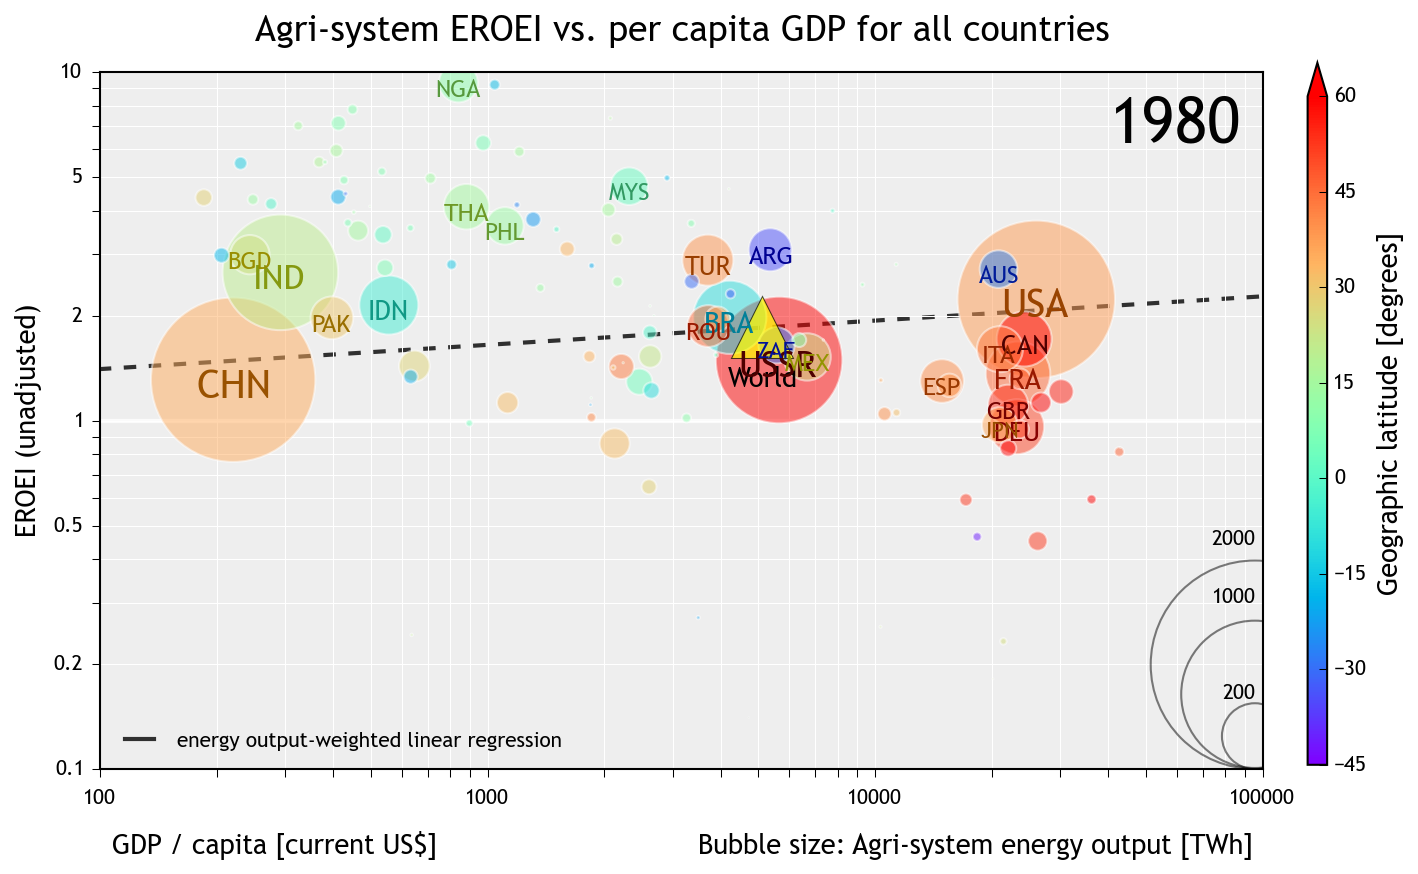 Agri-system EROEI vs. per capita GDP for all countries
1980
10
5
2
1
0.5
0.2
0.1
EROEI (unadjusted)
NGA
THA
PHL
MYS
BGD
IND
PAK
IDN
CHN
TUR
ARG
BRA
ROU
ZAF
USSR
MEX
World
AUS
USA
ITA
CAN
ESP
FRA
GBR
JPN
DEU
2000
1000
200
energy output-weighted linear regression
100
1000
10000
100000
GDP / capita [current US$]
Bubble size: Agri-system energy output [TWh]
60
45
30
15
0
−15
−30
−45
Geographic latitude [degrees]